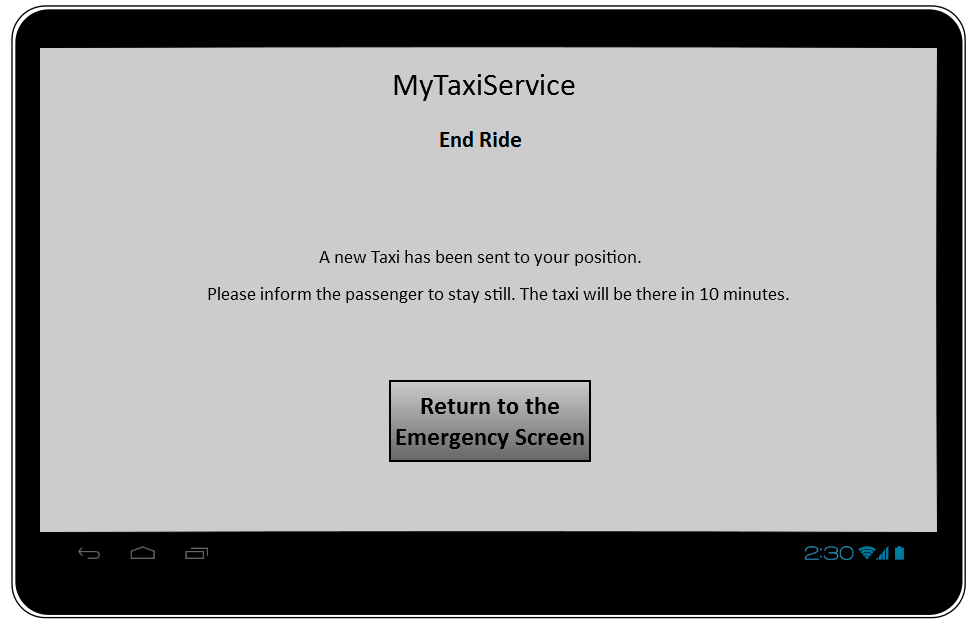 MyTaxiService
End Ride
A new Taxi has been sent to your position.
Please inform the passenger to stay still. The taxi will be there in 10 minutes.
Return to the
Emergency Screen
2:30